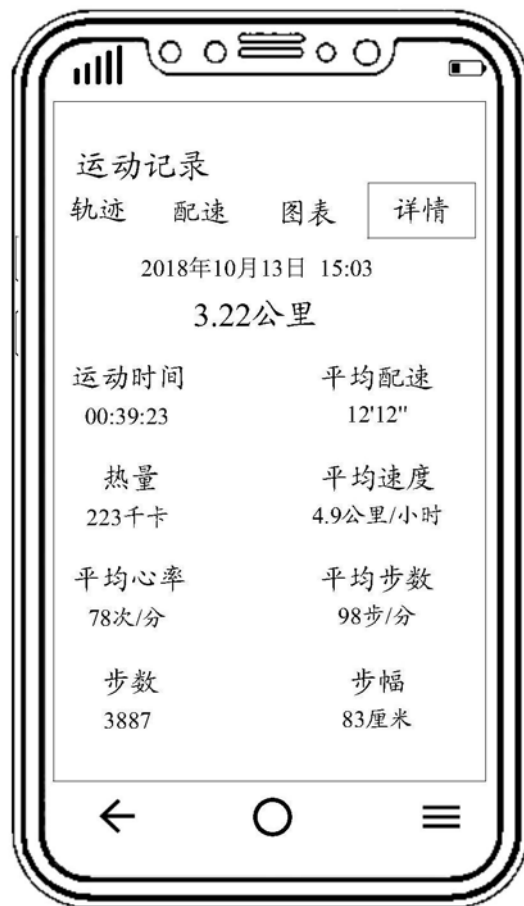 运动记录
轨迹 配速 图表 详情
2018年10月13日 15:03
3.22公里
运动时间 平均配速
00:39:23 12'12"
热量 平均速度
223千卡 4.9公里/小时
平均心率 平均步数
78次/分 98步/分
步数 步幅
3887 83厘米